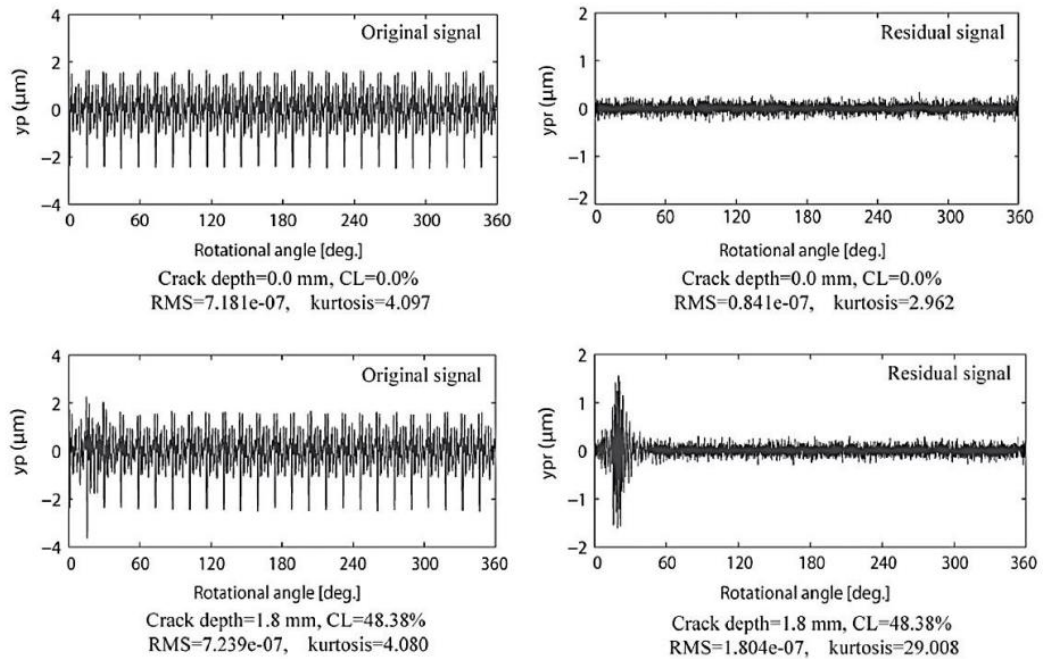 Original signal
yp (μm)
4
2
0
−2
−4
0 60 120 180 240 300 360
Rotational angle [deg.]
Crack depth=0.0 mm, CL=0.0%
RMS=7.181e-07, kurtosis=4.097
Residual signal
ypr (μm)
2
1
0
−1
−2
0 60 120 180 240 300 360
Rotational angle [deg.]
Crack depth=0.0 mm, CL=0.0%
RMS=0.841e-07, kurtosis=2.962
Original signal
yp (μm)
4
2
0
−2
−4
0 60 120 180 240 300 360
Rotational angle [deg.]
Crack depth=1.8 mm, CL=48.38%
RMS=7.239e-07, kurtosis=4.080
Residual signal
ypr (μm)
2
1
0
−1
−2
0 60 120 180 240 300 360
Rotational angle [deg.]
Crack depth=1.8 mm, CL=48.38%
RMS=1.804e-07, kurtosis=29.008